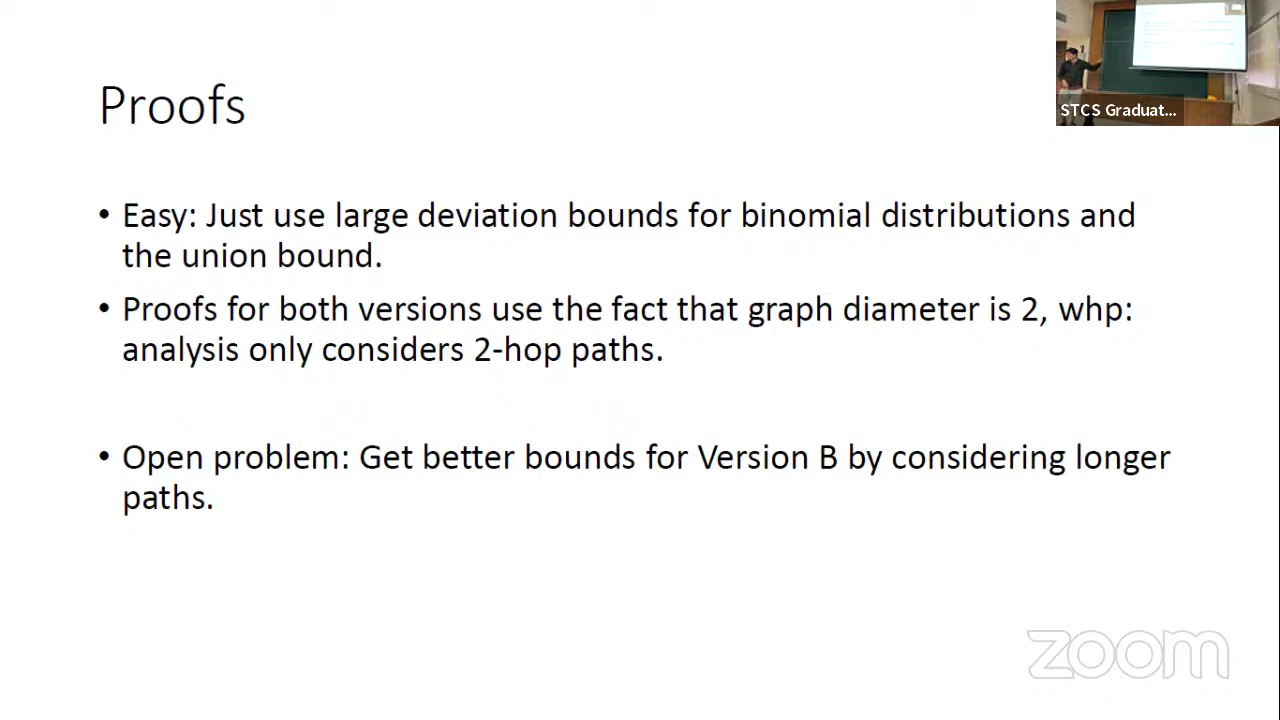 STCS Graduat...
Proofs
• Easy: Just use large deviation bounds for binomial distributions and
the union bound.
• Proofs for both versions use the fact that graph diameter is 2, whp:
analysis only considers 2-hop paths.
• Open problem: Get better bounds for Version B by considering longer
paths.
zoom